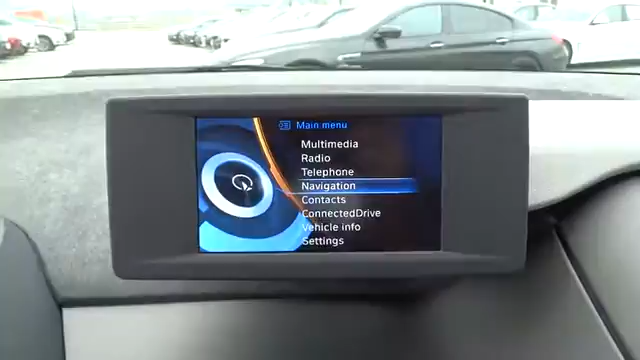 Main menu
Multimedia
Radio
Telephone
Navigation
Contacts
ConnectedDrive
Vehicle info
Settings